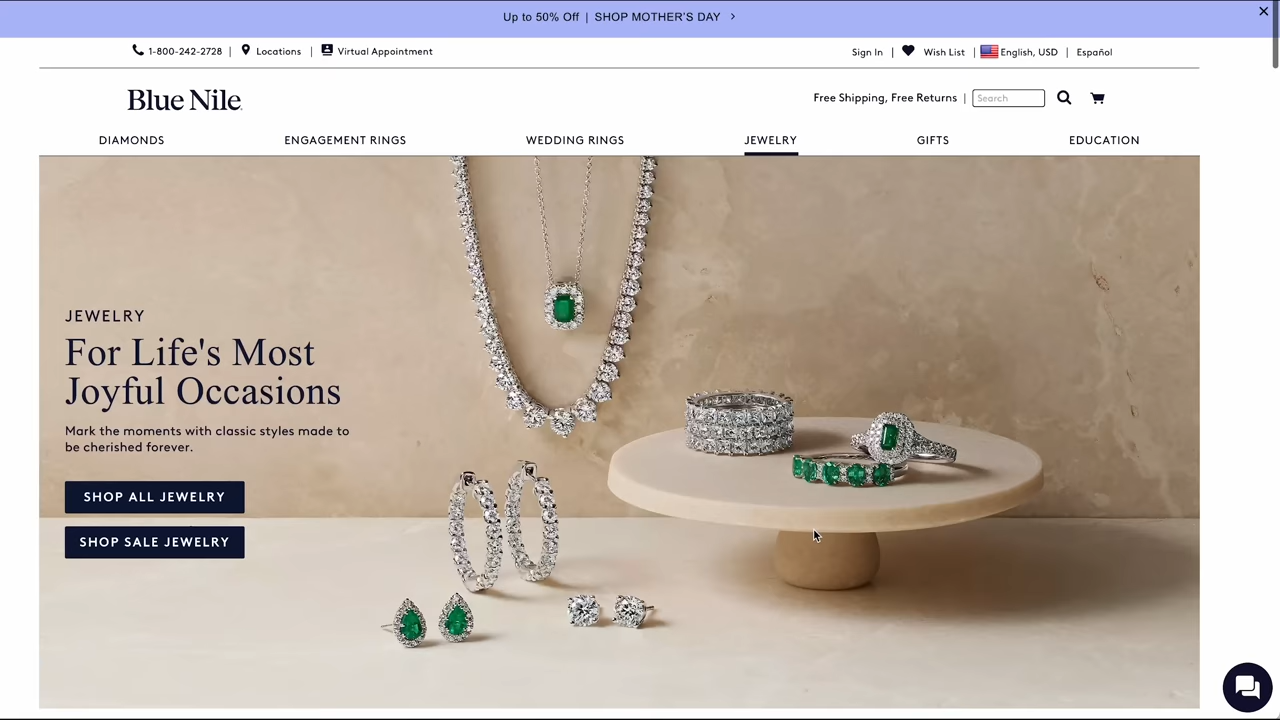 Up to 50% Off | SHOP MOTHER'S DAY >
1-800-242-2728 | Locations | Virtual Appointment
Sign In | Wish List | English, USD | Español
Blue Nile
Free Shipping, Free Returns | Search
DIAMONDS ENGAGEMENT RINGS WEDDING RINGS JEWELRY GIFTS EDUCATION
JEWELRY
For Life's Most
Joyful Occasions
Mark the moments with classic styles made to
be cherished forever.
SHOP ALL JEWELRY
SHOP SALE JEWELRY